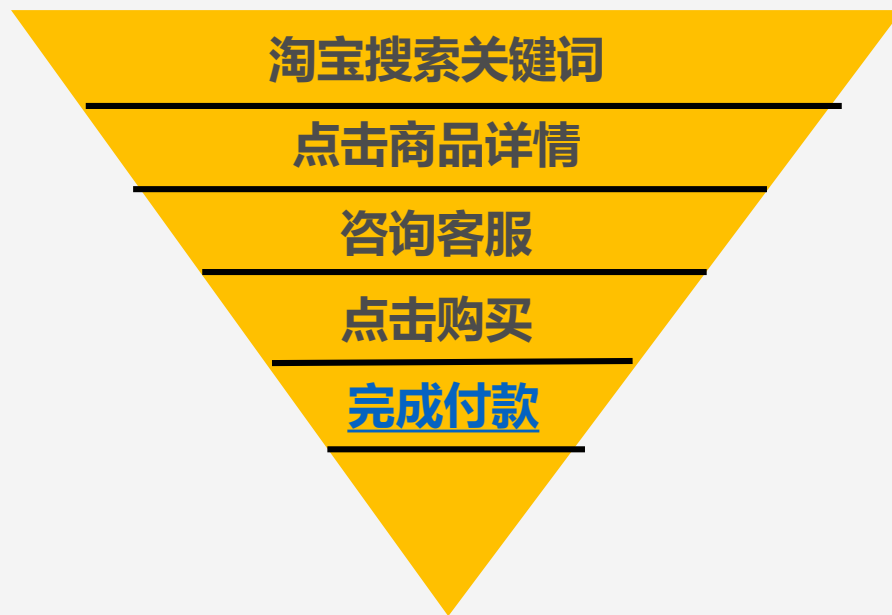 淘宝搜索关键词
点击商品详情
咨询客服
点击购买
完成付款